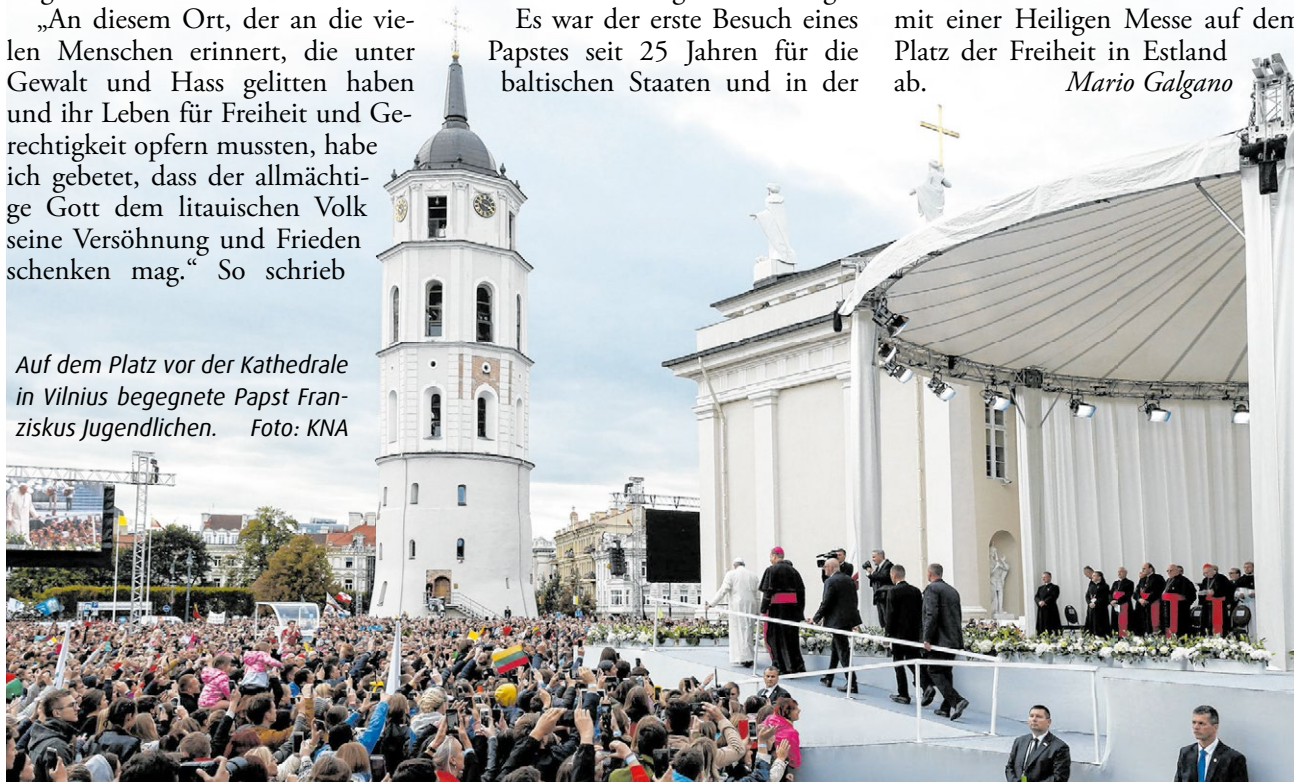 „An diesem Ort, der an die vie-
len Menschen erinnert, die unter
Gewalt und Hass gelitten haben
und ihr Leben für Freiheit und Ge-
rechtigkeit opfern mussten, habe
ich gebetet, dass der allmächti-
ge Gott dem litauischen Volk
seine Versöhnung und Frieden
schenken mag.“ So schrieb
Es war der erste Besuch eines
Papstes seit 25 Jahren für die
baltischen Staaten und in der
mit einer Heiligen Messe auf dem
Platz der Freiheit in Estland
ab. Mario Galgano
Auf dem Platz vor der Kathedrale
in Vilnius begegnete Papst Fran-
ziskus Jugendlichen. Foto: KNA